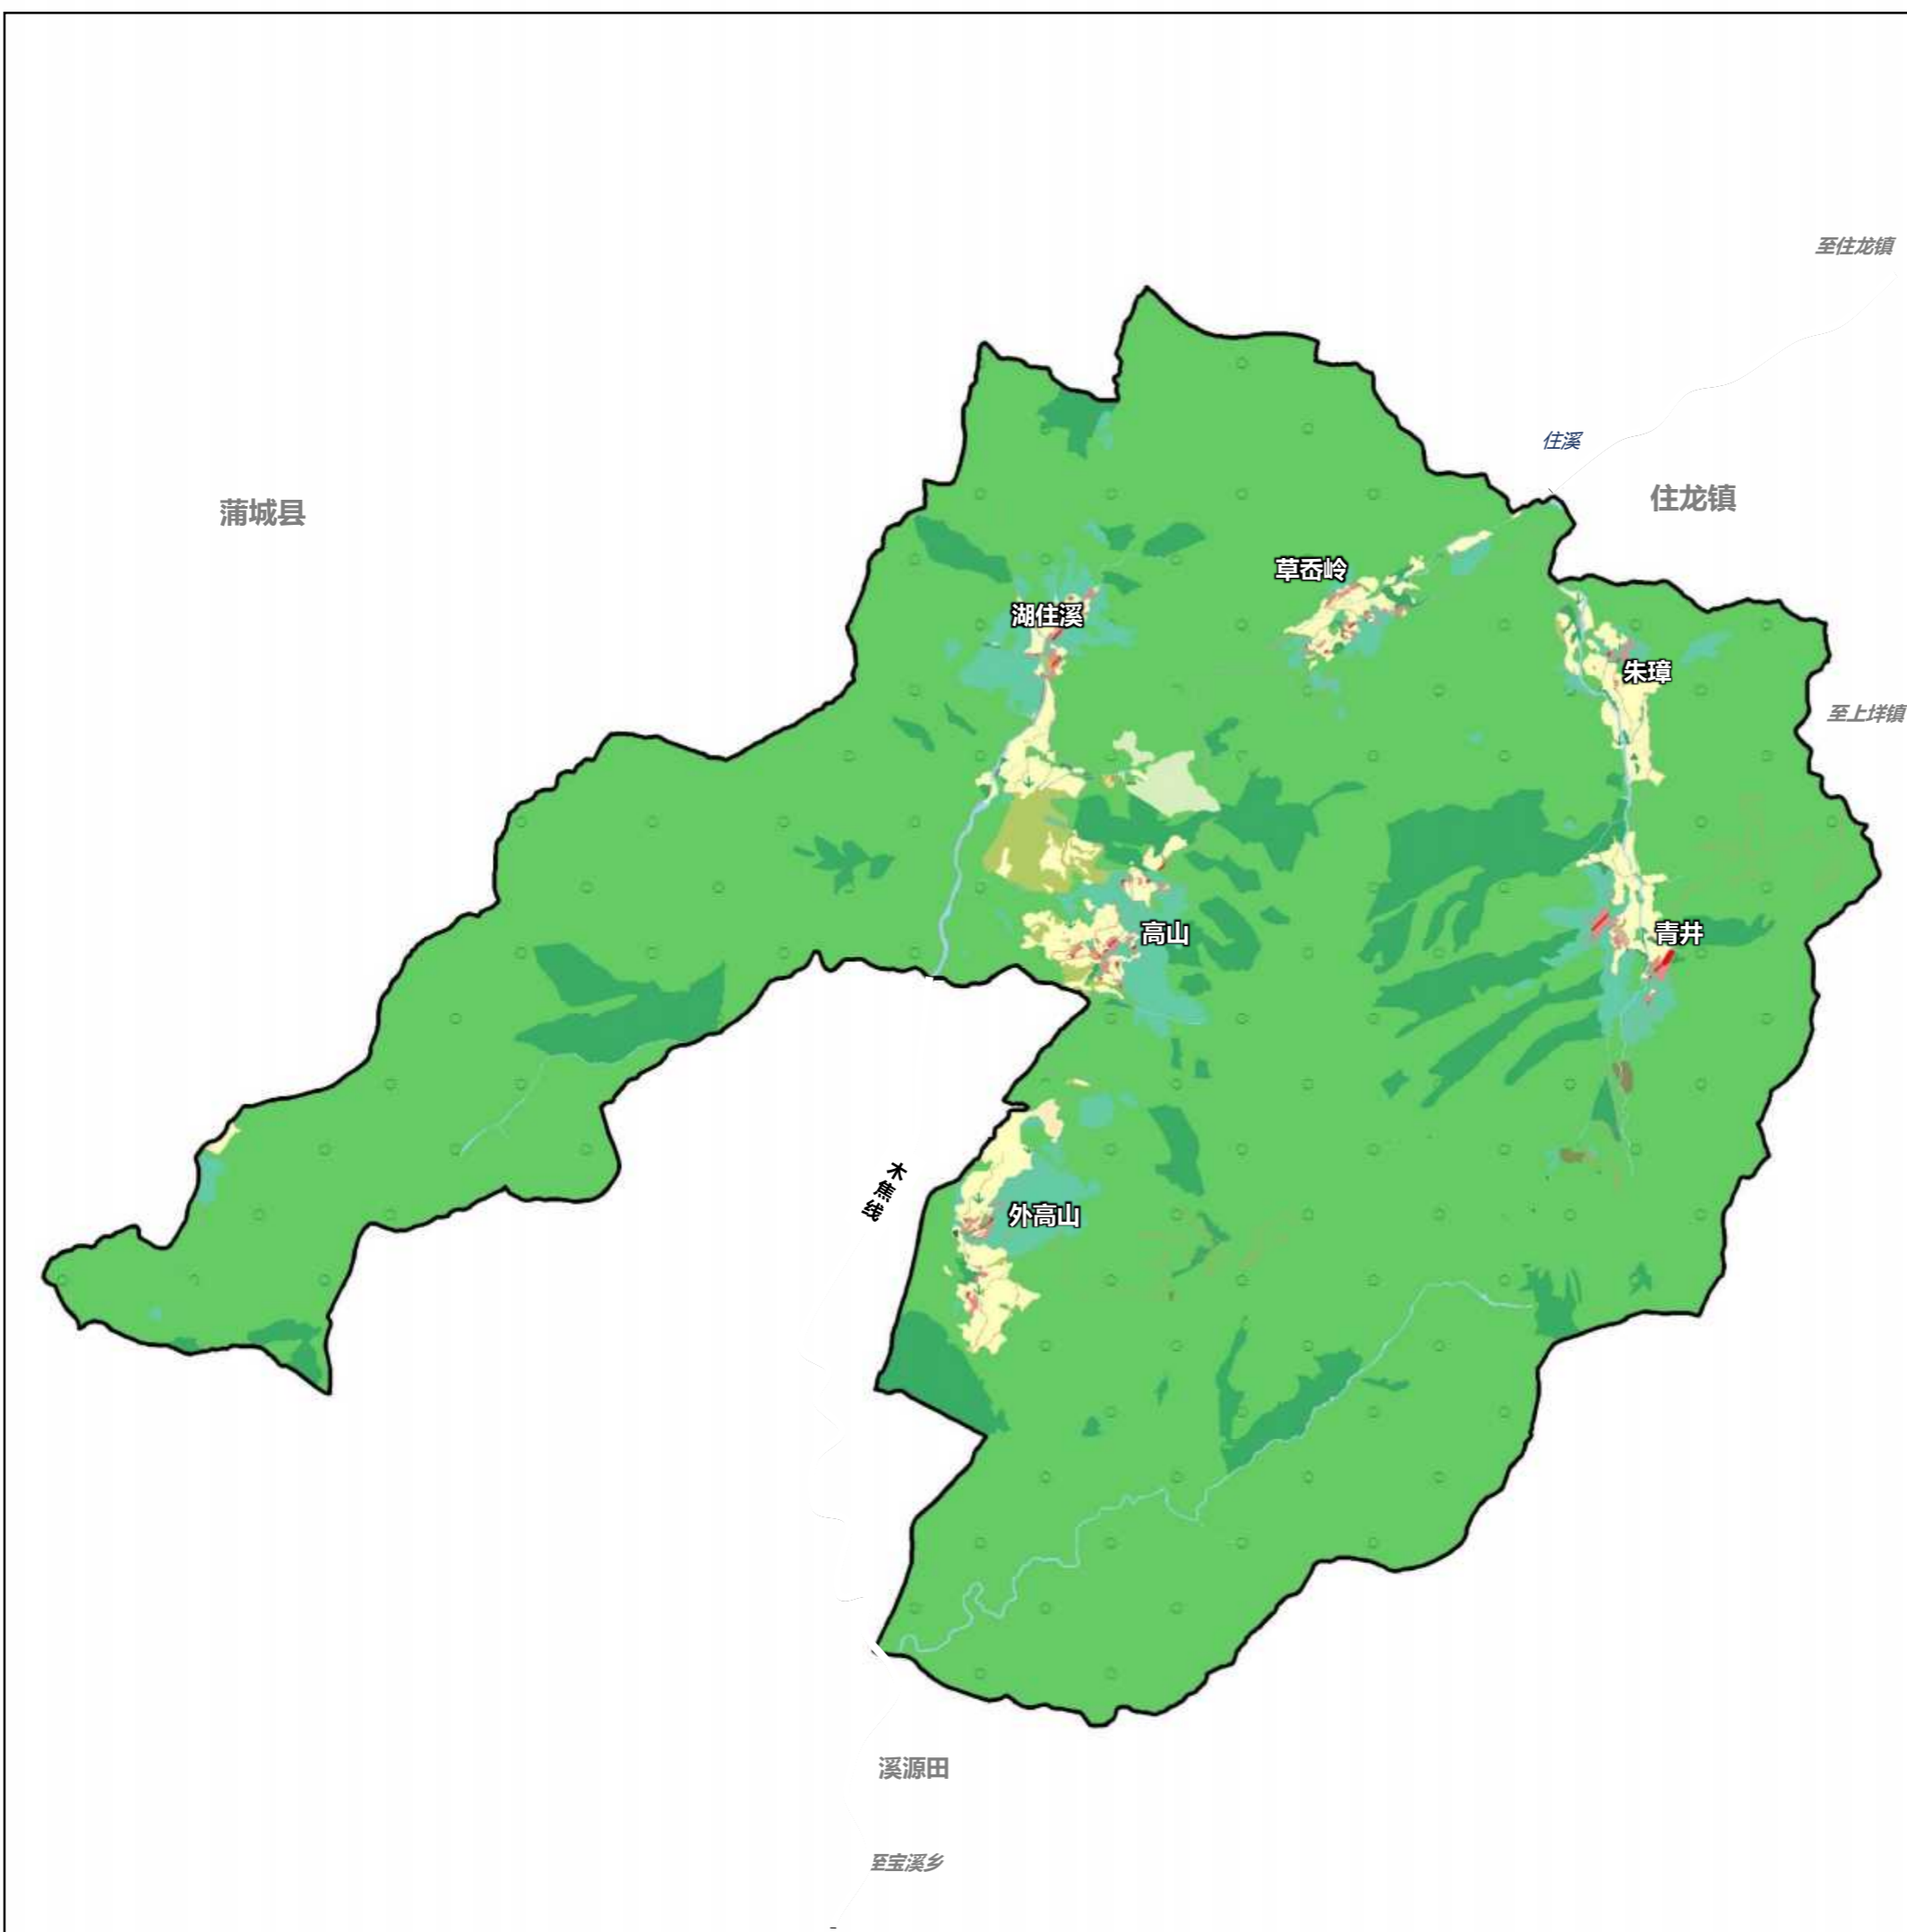 至住龙镇
住溪
蒲城县
住龙镇
草岙岭
湖住溪
朱璋
至上垟镇
高山
青井
木焦线
外高山
溪源田
至宝溪乡